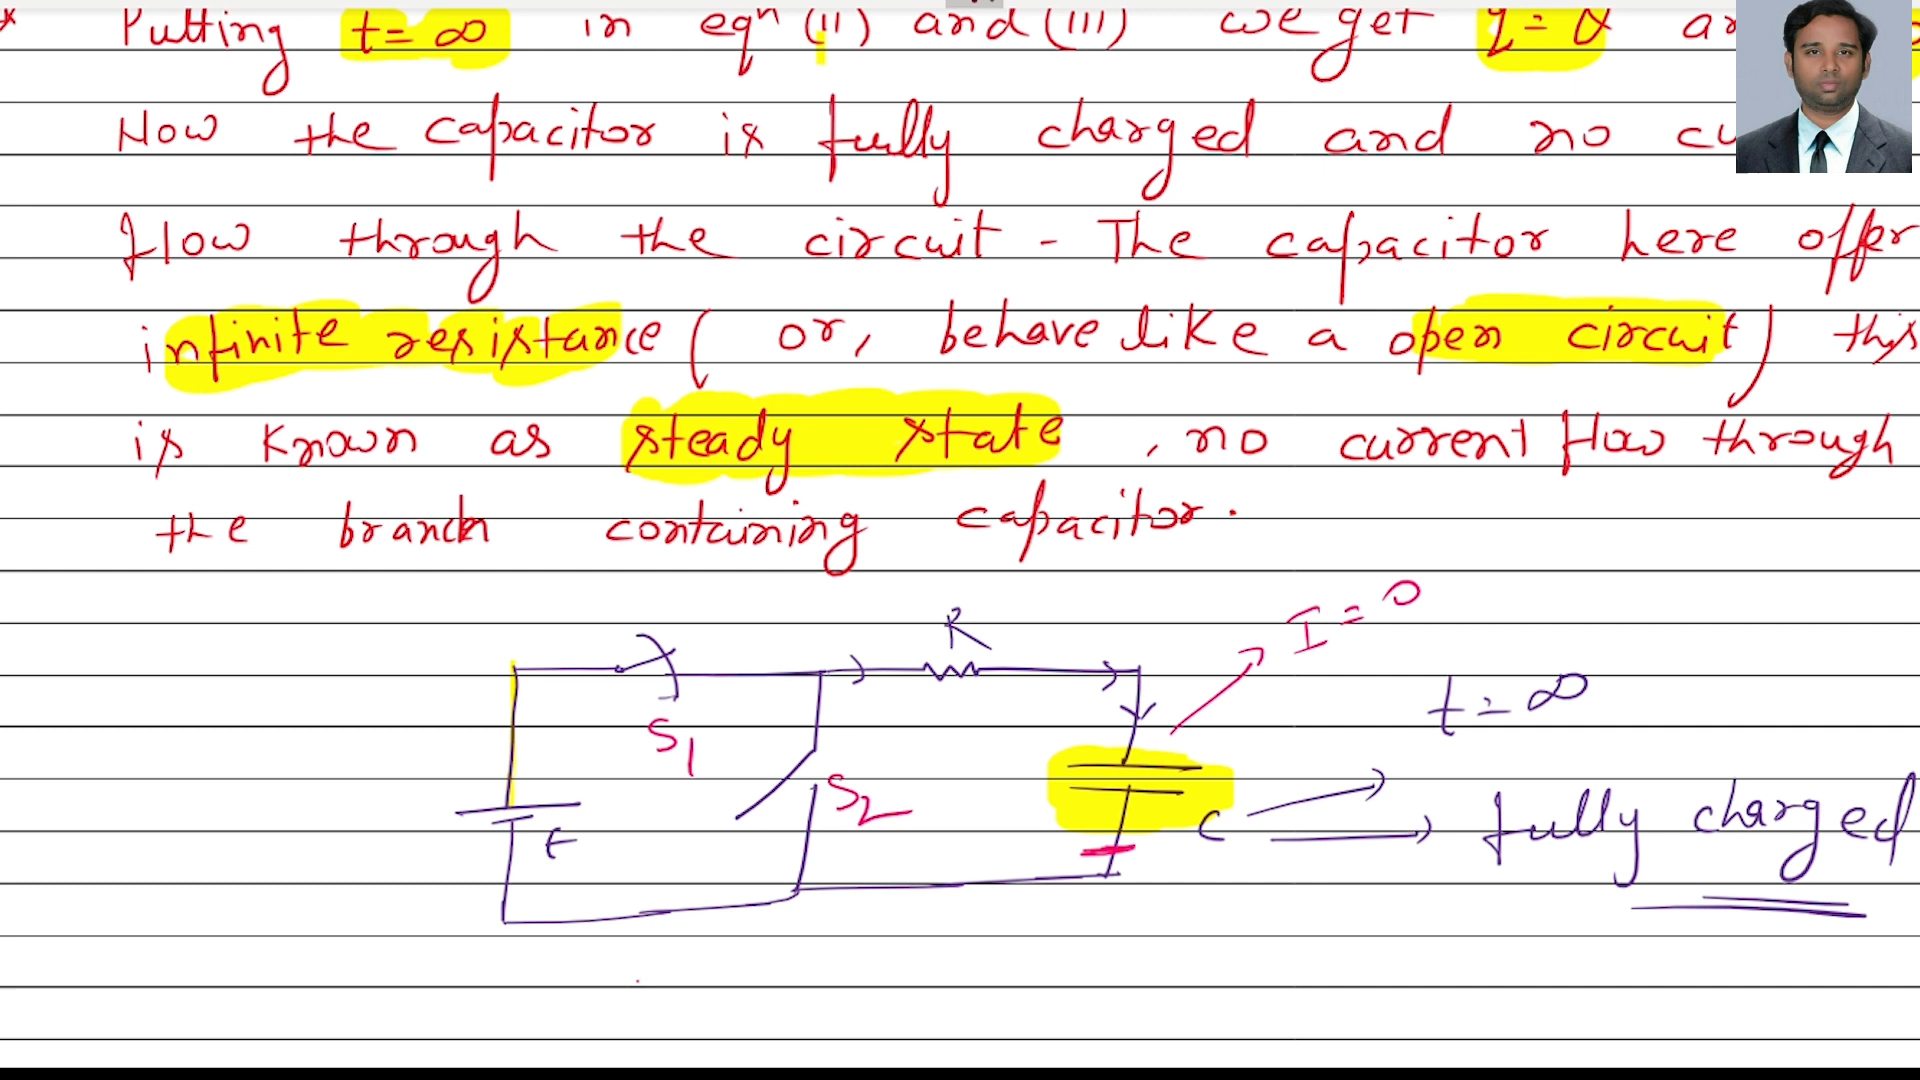 Putting t = ∞ in eqn (ii) and (iii) we get q = Q
Now the capacitor is fully charged and no
flow through the circuit - The capacitor here offer
infinite resistance ( or, behave like a open circuit ) this
is known as steady state , no current flow through
the branch containing capacitor .
R
I = 0
S1
t = ∞
S2
E
C
fully charged